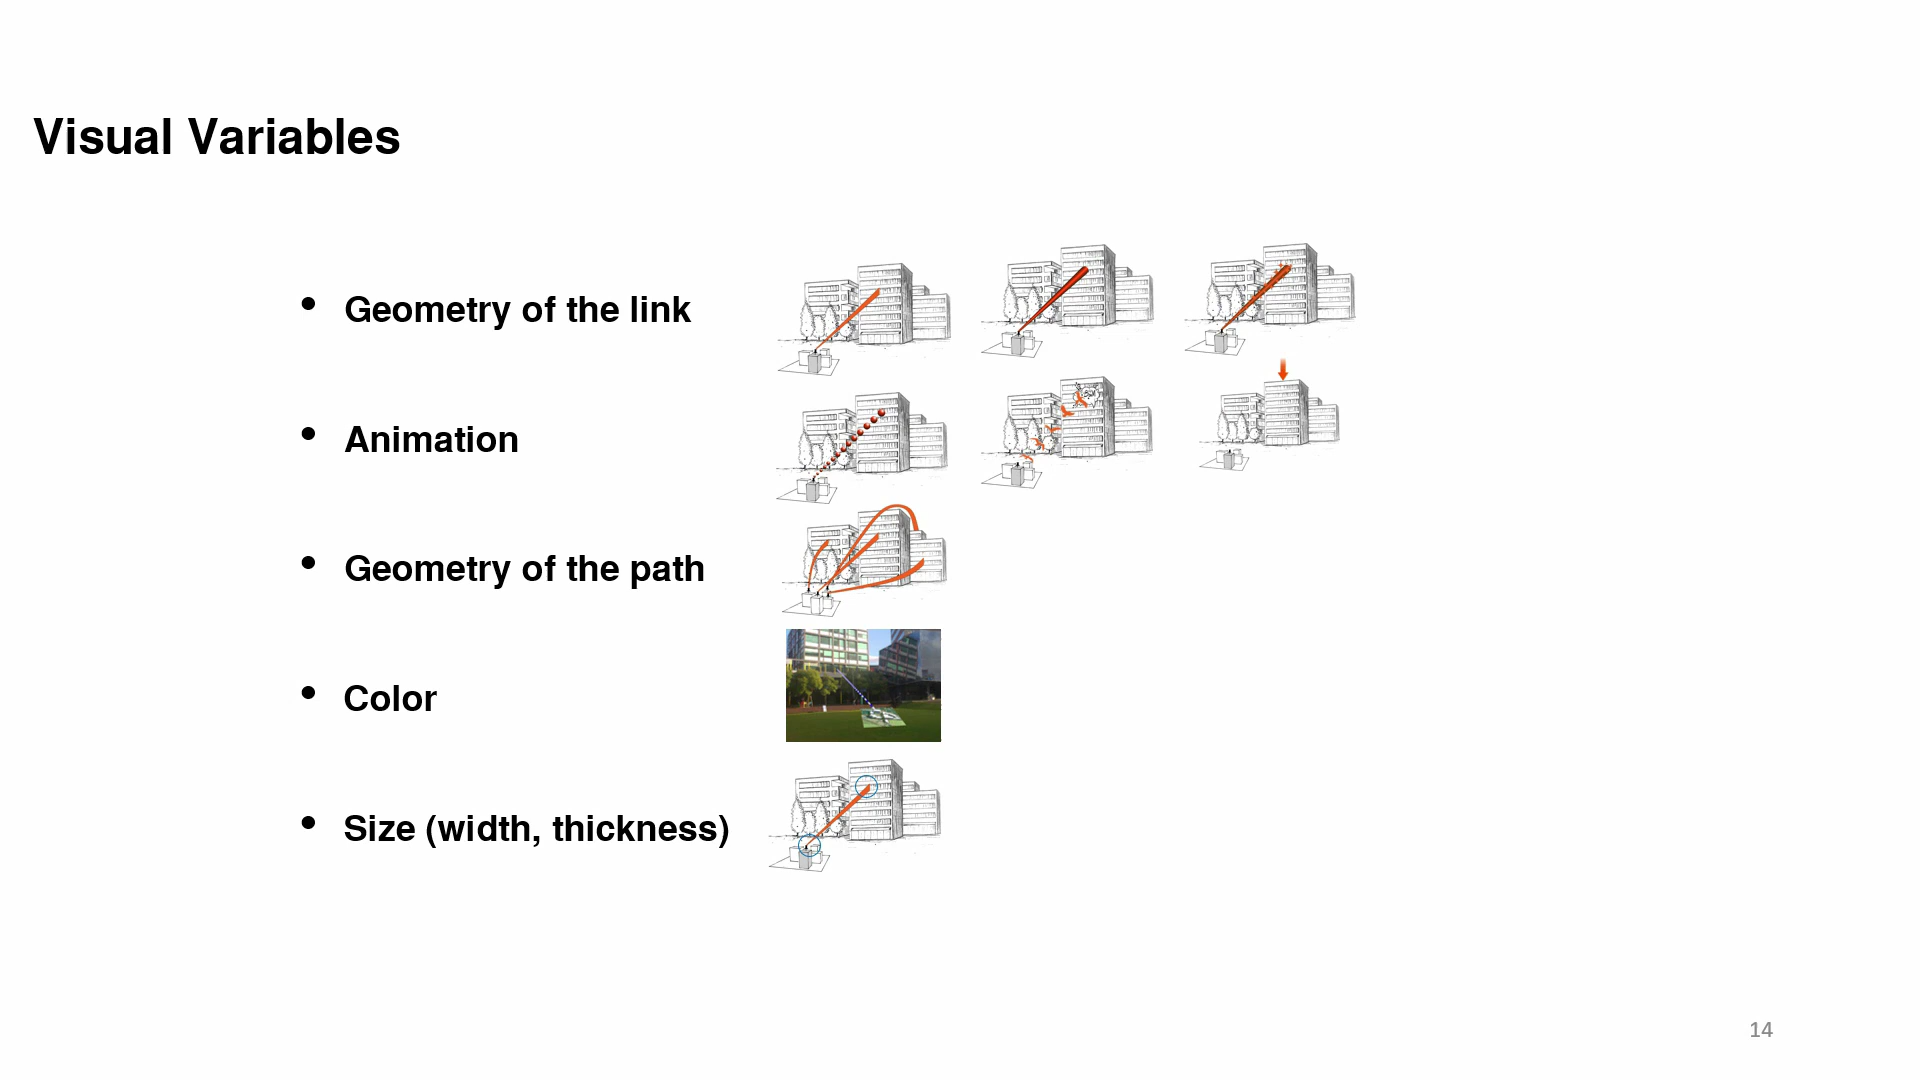 Visual Variables
• Geometry of the link
• Animation
• Geometry of the path
• Color
• Size (width, thickness)
14